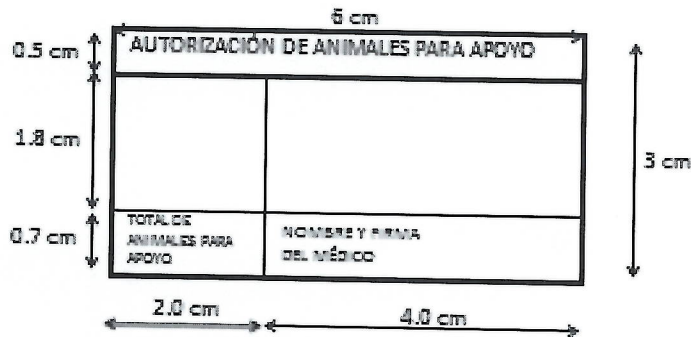 6 cm
0.5 cm
AUTORIZACIÓN DE ANIMALES PARA APOYO
1.8 cm
3 cm
0.7 cm
TOTAL DE
ANIMALES PARA
APOYO
NOMBRE Y FIRMA
DEL MÉDICO
2.0 cm
4.0 cm